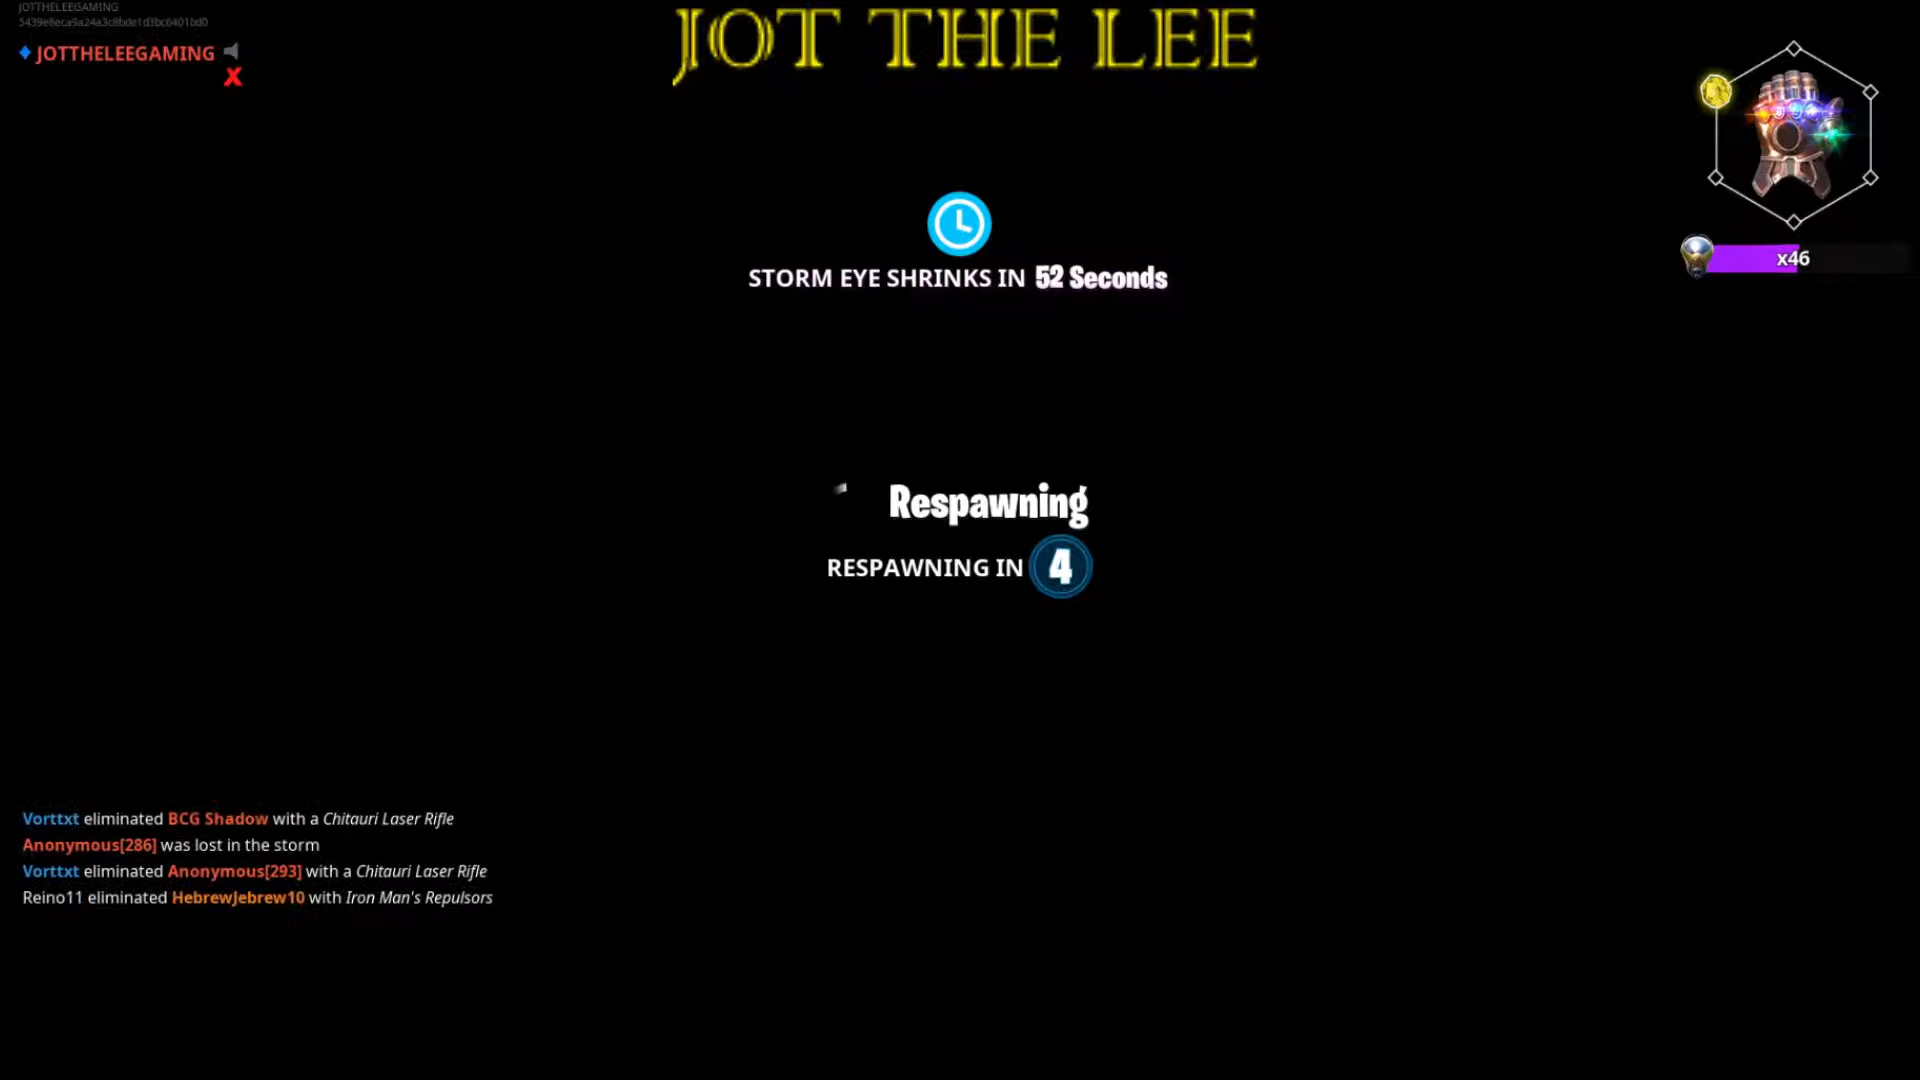 JOTTHELEEGAMING
JOTTHELEEGAMING
X
JOT THE LEE
STORM EYE SHRINKS IN 52 Seconds
x46
Respawning
RESPAWNING IN 4
Vorttxt eliminated BCG Shadow with a Chitauri Laser Rifle
Anonymous[286] was lost in the storm
Vorttxt eliminated Anonymous[293] with a Chitauri Laser Rifle
Reino11 eliminated HebrewJebrew10 with Iron Man's Repulsors